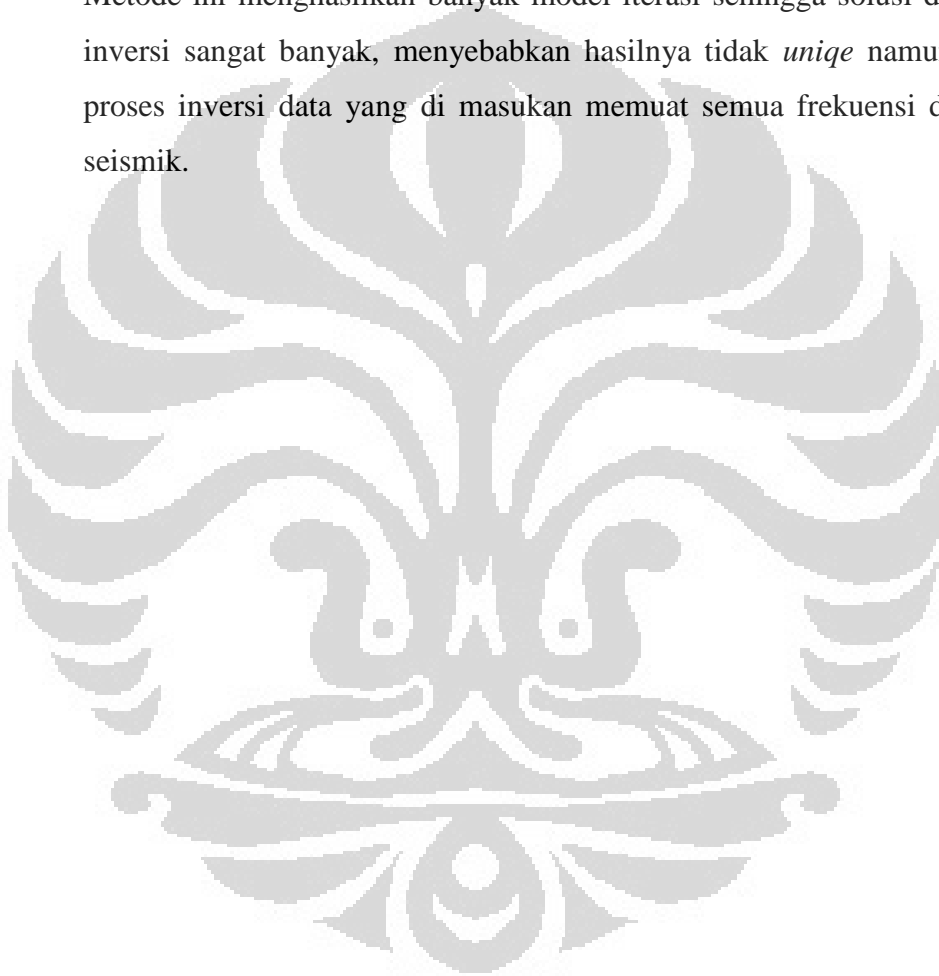 Metode ini menghasilkan banyak model iterasi sehingga solusi d
inversi sangat banyak, menyebabkan hasilnya tidak uniqe namu
proses inversi data yang di masukan memuat semua frekuensi d
seismik.